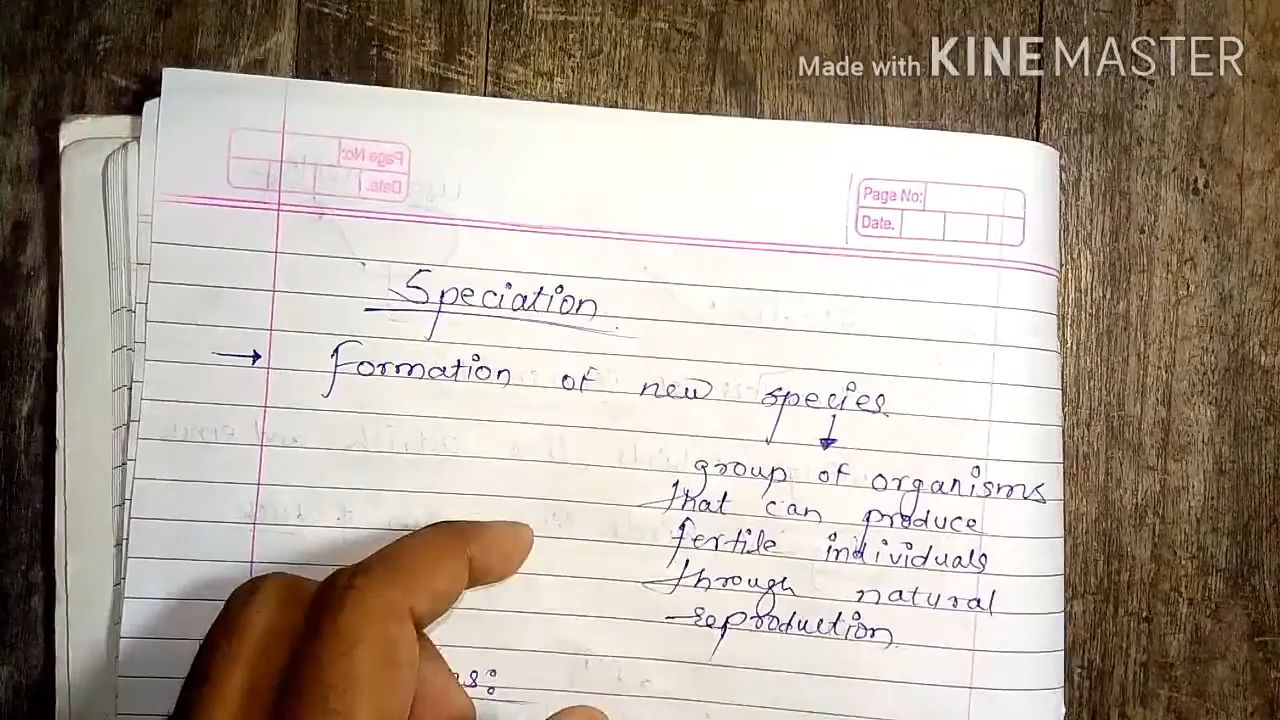 Made with KINEMASTER
Page No:
Date.
Page No:
Date.
Speciation
→ Formation of new species
group of organisms
that can produce
fertile individuals
through natural
reproduction